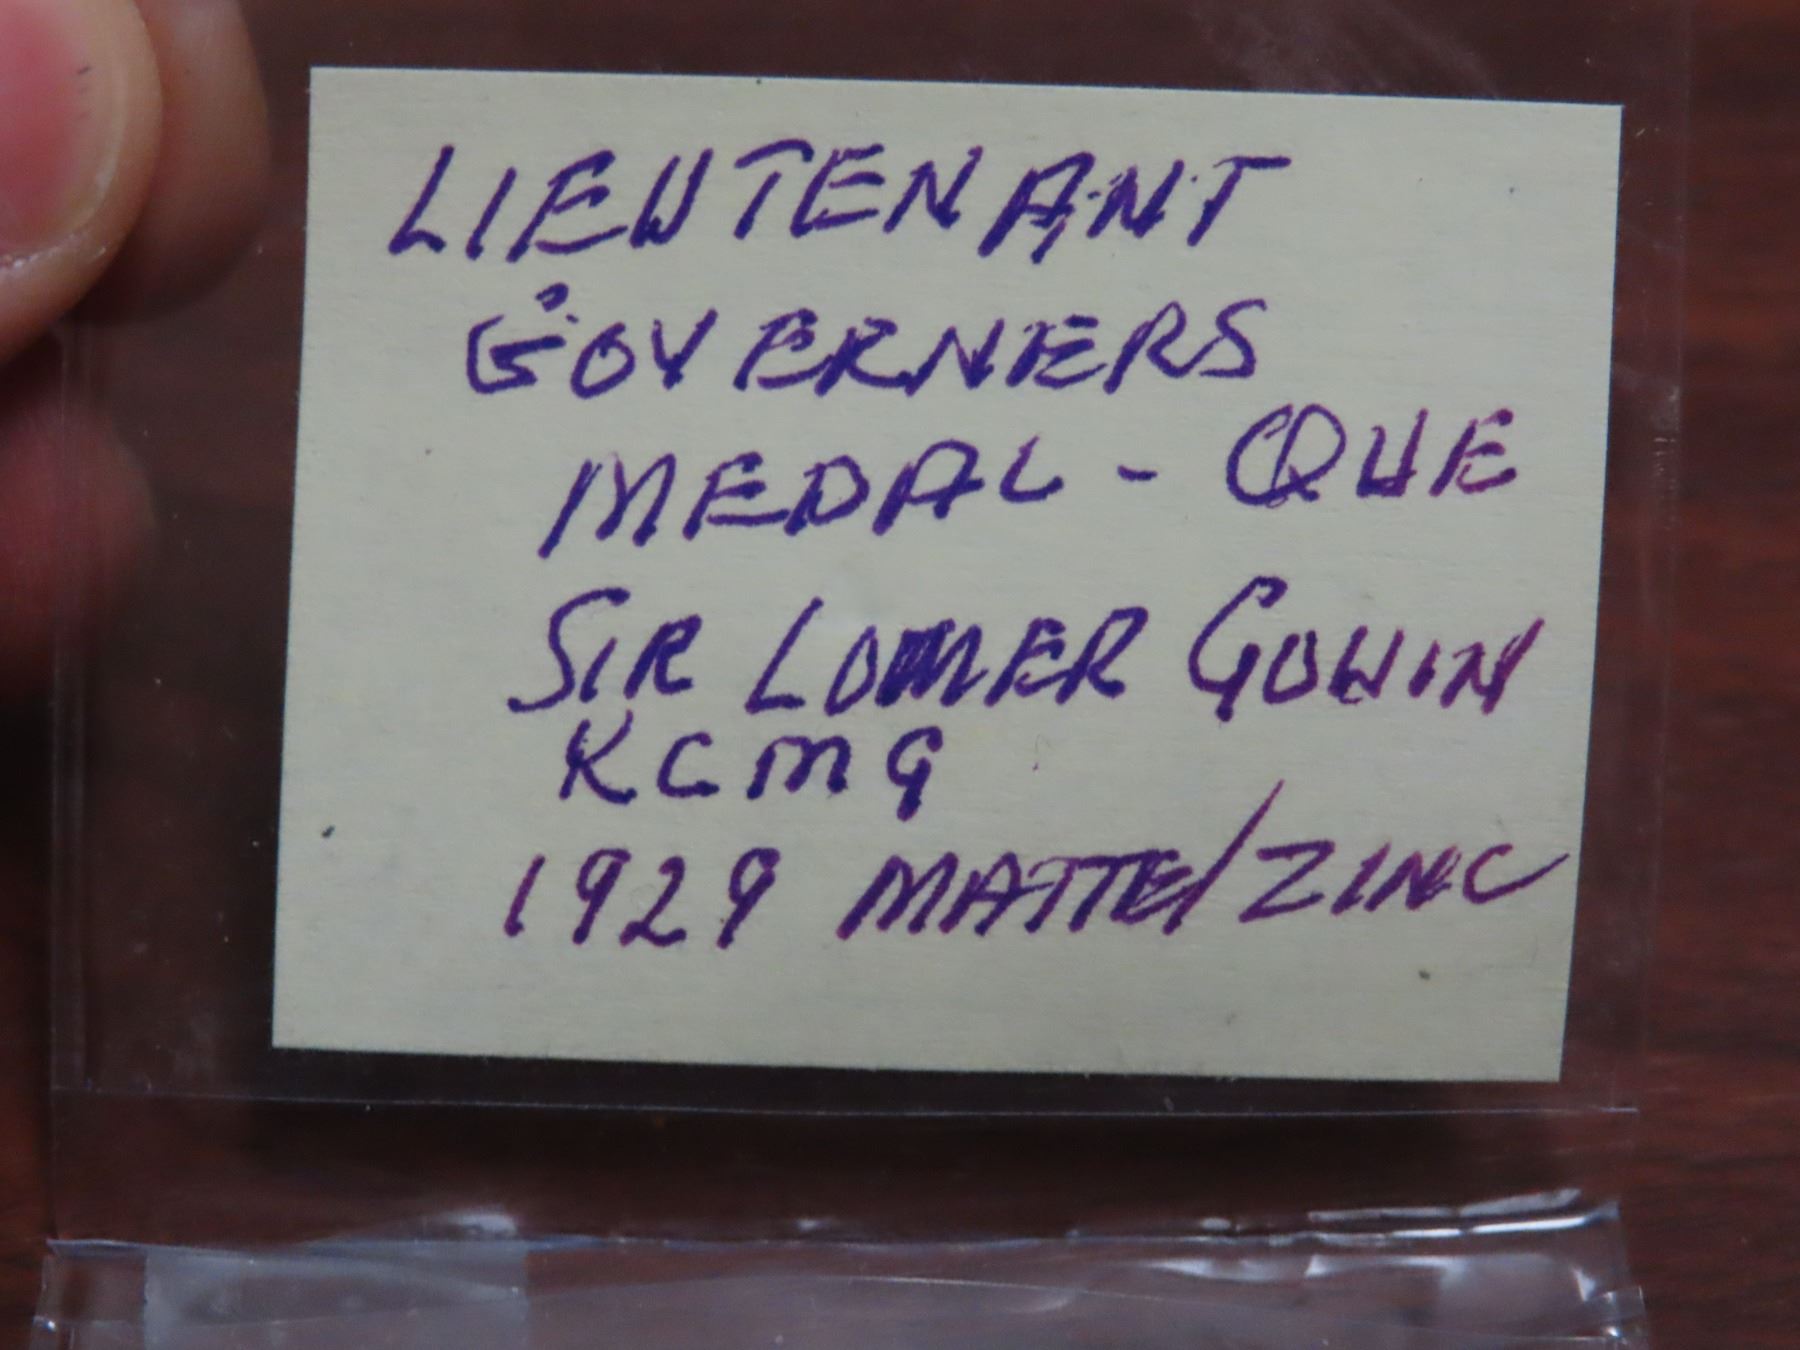 LIEUTENANT
GOVERNERS
MEDAL - QUE
SIR LOMER GOUIN
KCMG
1929 MATTE/ZINC